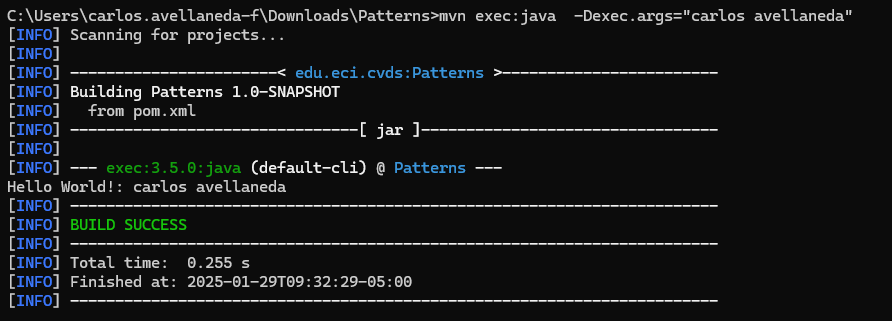 C:\Users\carlos.avellaneda-f\Downloads\Patterns>mvn exec:java  -Dexec.args="carlos avellaneda"
[INFO] Scanning for projects...
[INFO]
[INFO] -----------------------< edu.eci.cvds:Patterns >------------------------
[INFO] Building Patterns 1.0-SNAPSHOT
[INFO]   from pom.xml
[INFO] --------------------------------[ jar ]---------------------------------
[INFO]
[INFO] --- exec:3.5.0:java (default-cli) @ Patterns ---
Hello World!: carlos avellaneda
[INFO] ------------------------------------------------------------------------
[INFO] BUILD SUCCESS
[INFO] ------------------------------------------------------------------------
[INFO] Total time:  0.255 s
[INFO] Finished at: 2025-01-29T09:32:29-05:00
[INFO] ------------------------------------------------------------------------